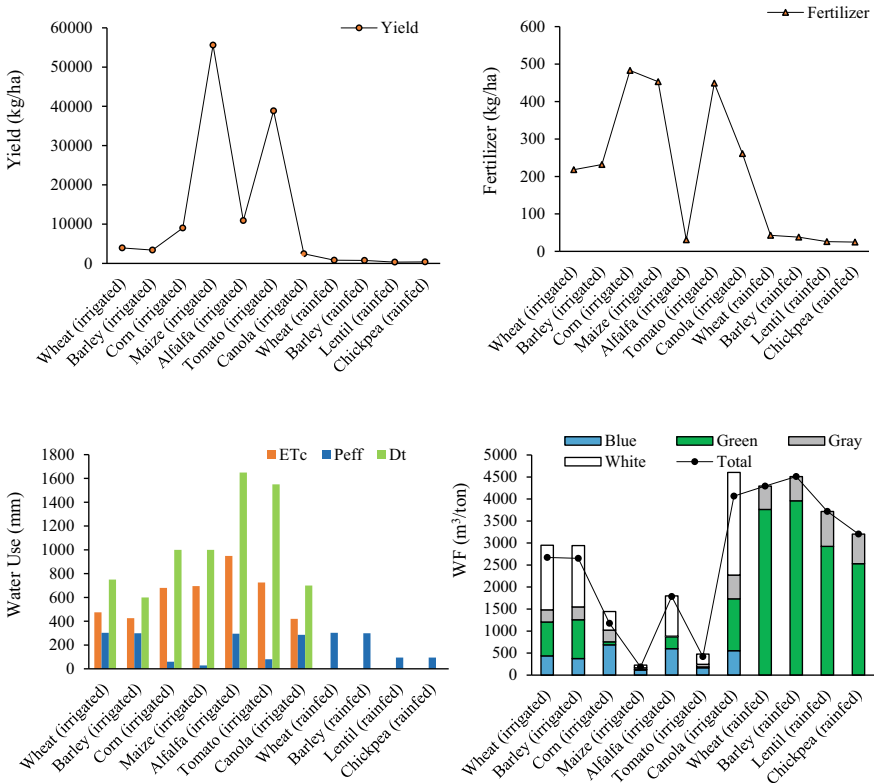 Yield
60000
50000
40000
30000
20000
10000
0
Yield (kg/ha)
Wheat (irrigated)
Barley (irrigated)
Corn (irrigated)
Maize (irrigated)
Alfalfa (irrigated)
Tomato (irrigated)
Canola (irrigated)
Wheat (rainfed)
Barley (rainfed)
Lentil (rainfed)
Chickpea (rainfed)
Fertilizer
600
500
400
300
200
100
0
Fertilizer (kg/ha)
Wheat (irrigated)
Barley (irrigated)
Corn (irrigated)
Maize (irrigated)
Alfalfa (irrigated)
Tomato (irrigated)
Canola (irrigated)
Wheat (rainfed)
Barley (rainfed)
Lentil (rainfed)
Chickpea (rainfed)
ETc Peff Dt
1800
1600
1400
1200
1000
800
600
400
200
0
Water Use (mm)
Wheat (irrigated)
Barley (irrigated)
Corn (irrigated)
Maize (irrigated)
Alfalfa (irrigated)
Tomato (irrigated)
Canola (irrigated)
Wheat (rainfed)
Barley (rainfed)
Lentil (rainfed)
Chickpea (rainfed)
Blue Green Gray
White Total
5000
4500
4000
3500
3000
2500
2000
1500
1000
500
0
WF (m³/ton)
Wheat (irrigated)
Barley (irrigated)
Corn (irrigated)
Maize (irrigated)
Alfalfa (irrigated)
Tomato (irrigated)
Canola (irrigated)
Wheat (rainfed)
Barley (rainfed)
Lentil (rainfed)
Chickpea (rainfed)